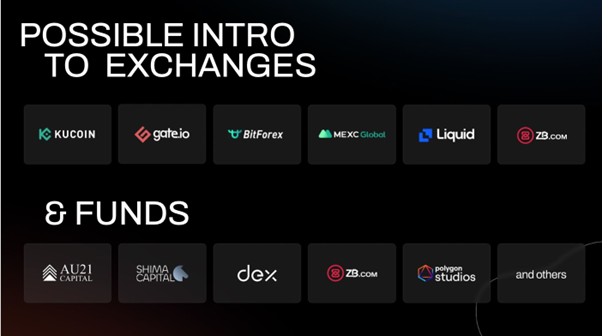 POSSIBLE INTRO
TO EXCHANGES
KUCOIN
gate.io
BitForex
MEXC Global
Liquid
ZB.COM
& FUNDS
AU21
CAPITAL
SHIMA
CAPITAL
dex
ZB.COM
polygon
studios
and others